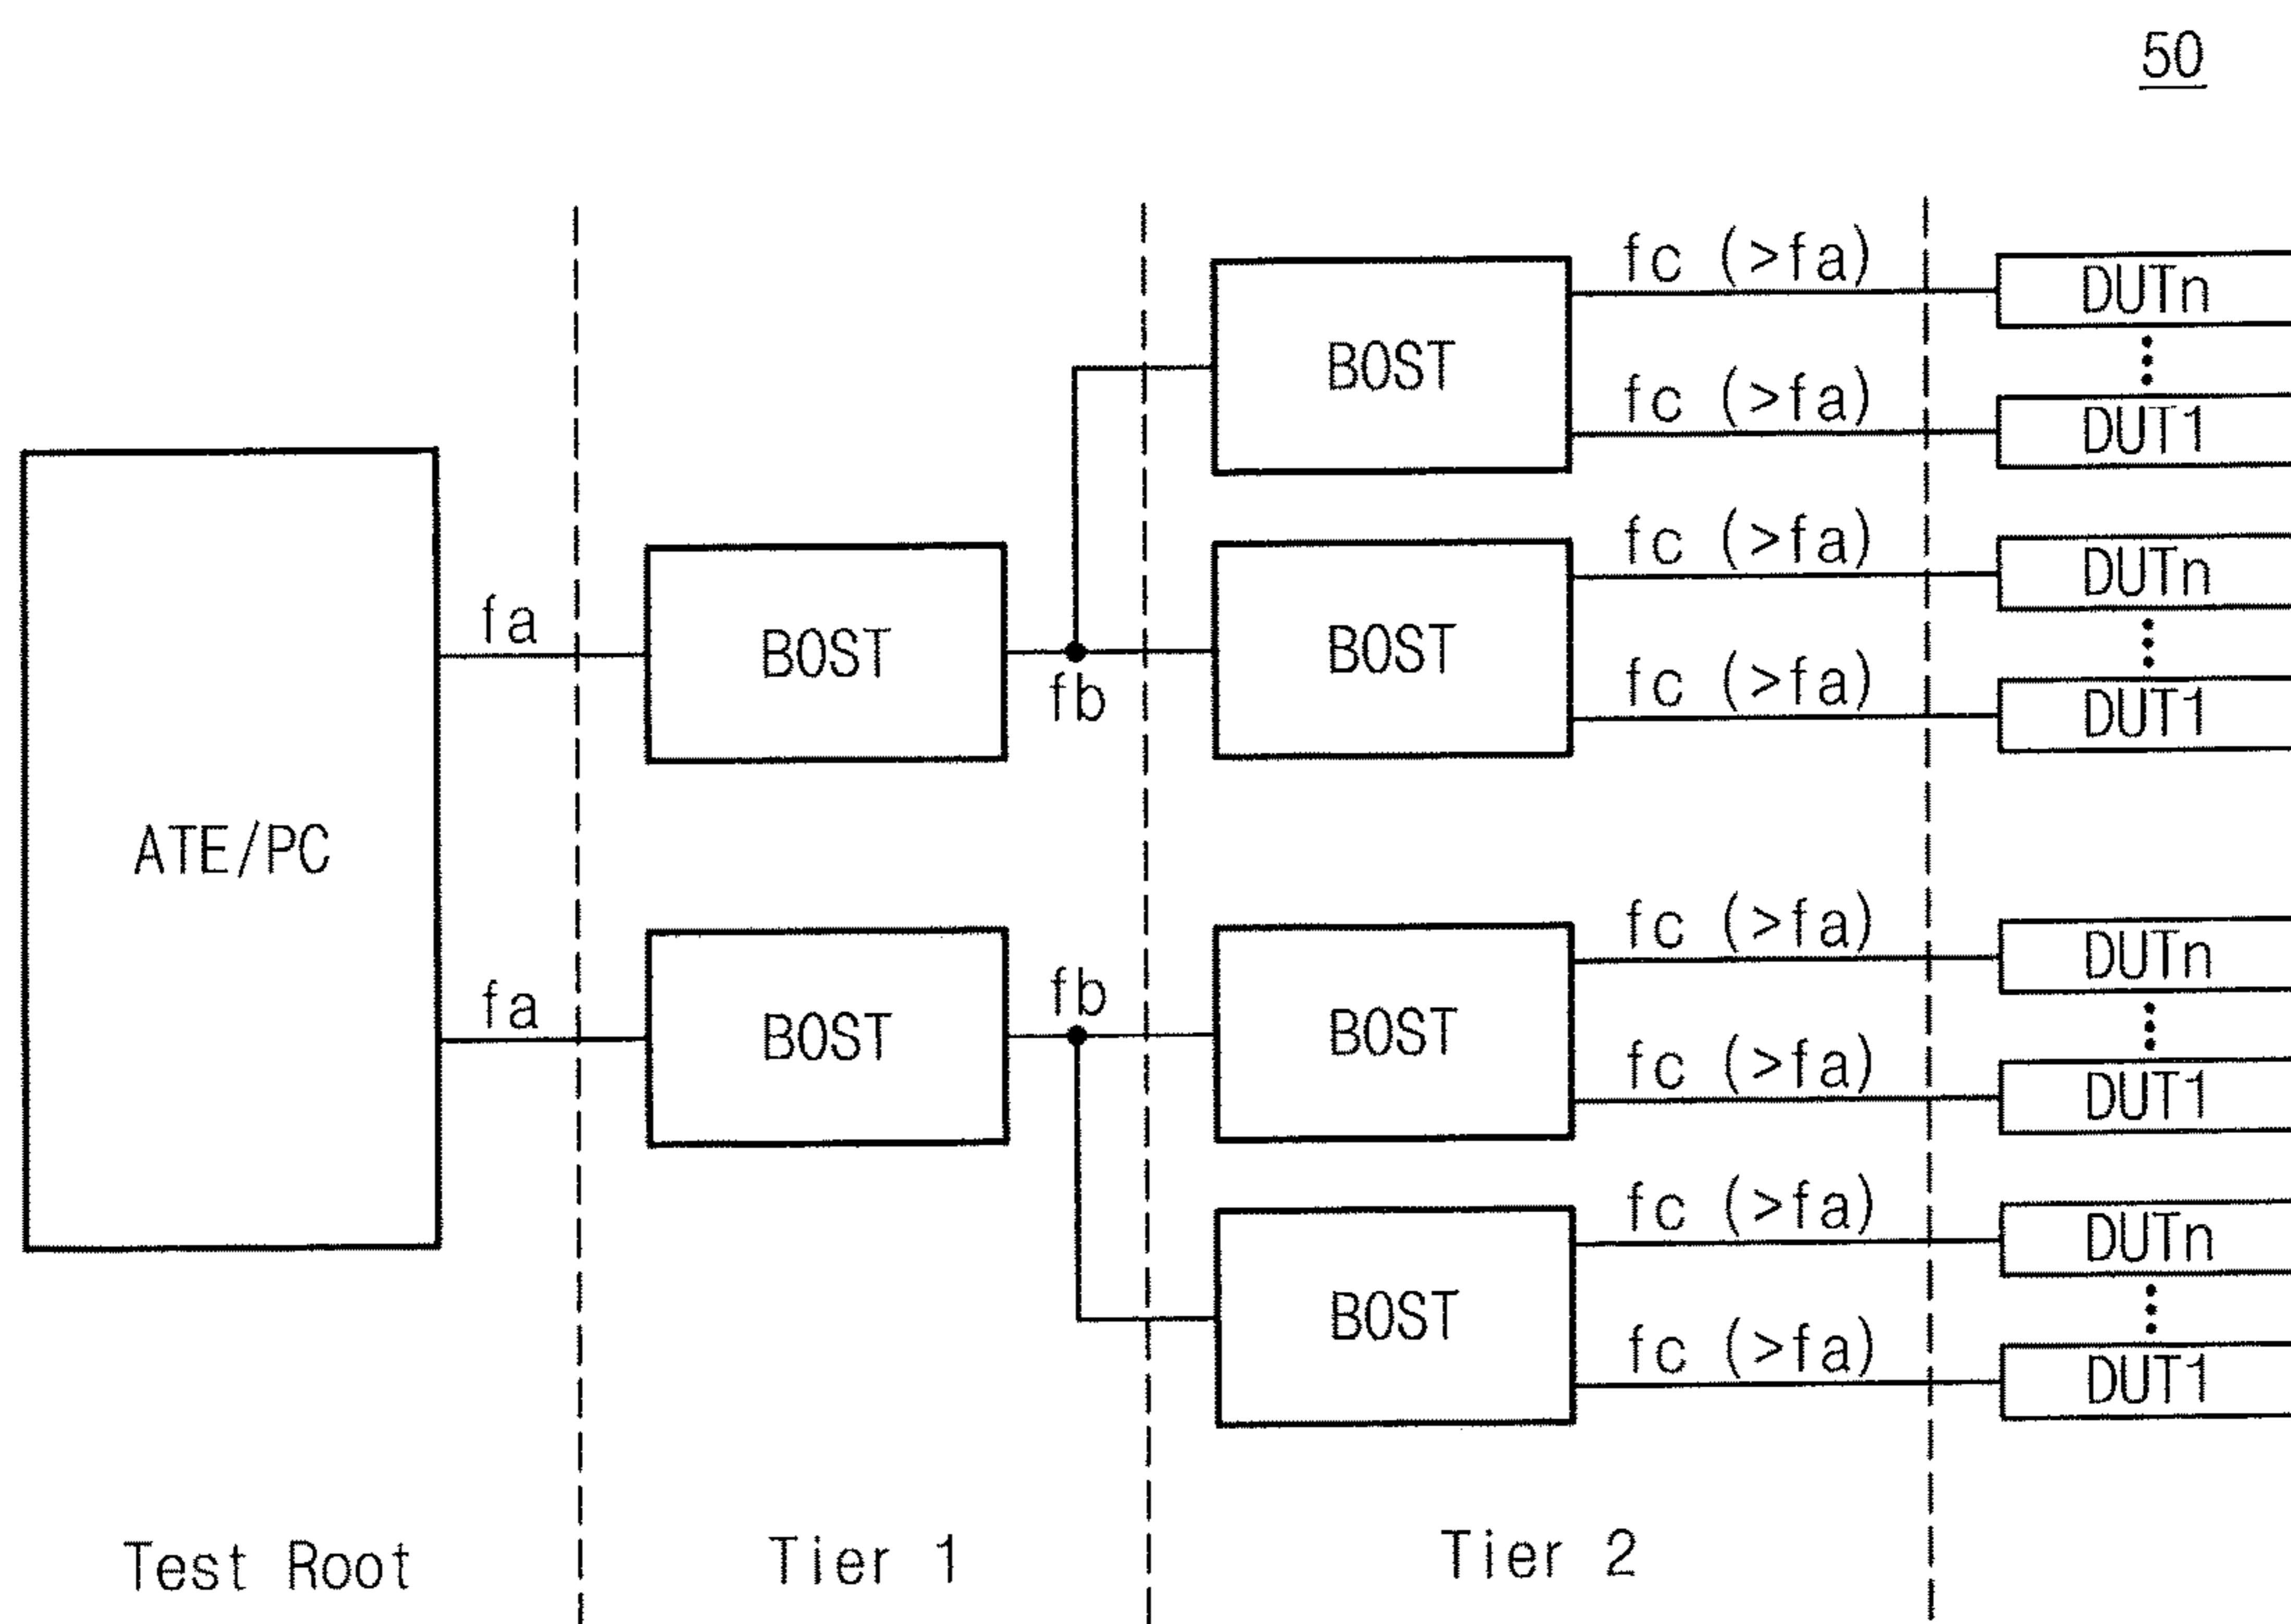 50
fc (>fa)
DUTn
BOST
fc (>fa)
DUT1
fc (>fa)
DUTn
fa
BOST
BOST
fb
fc (>fa)
DUT1
ATE/PC
fc (>fa)
DUTn
fa
BOST
fb
BOST
fc (>fa)
DUT1
fc (>fa)
DUTn
BOST
fc (>fa)
DUT1
Test Root
Tier 1
Tier 2